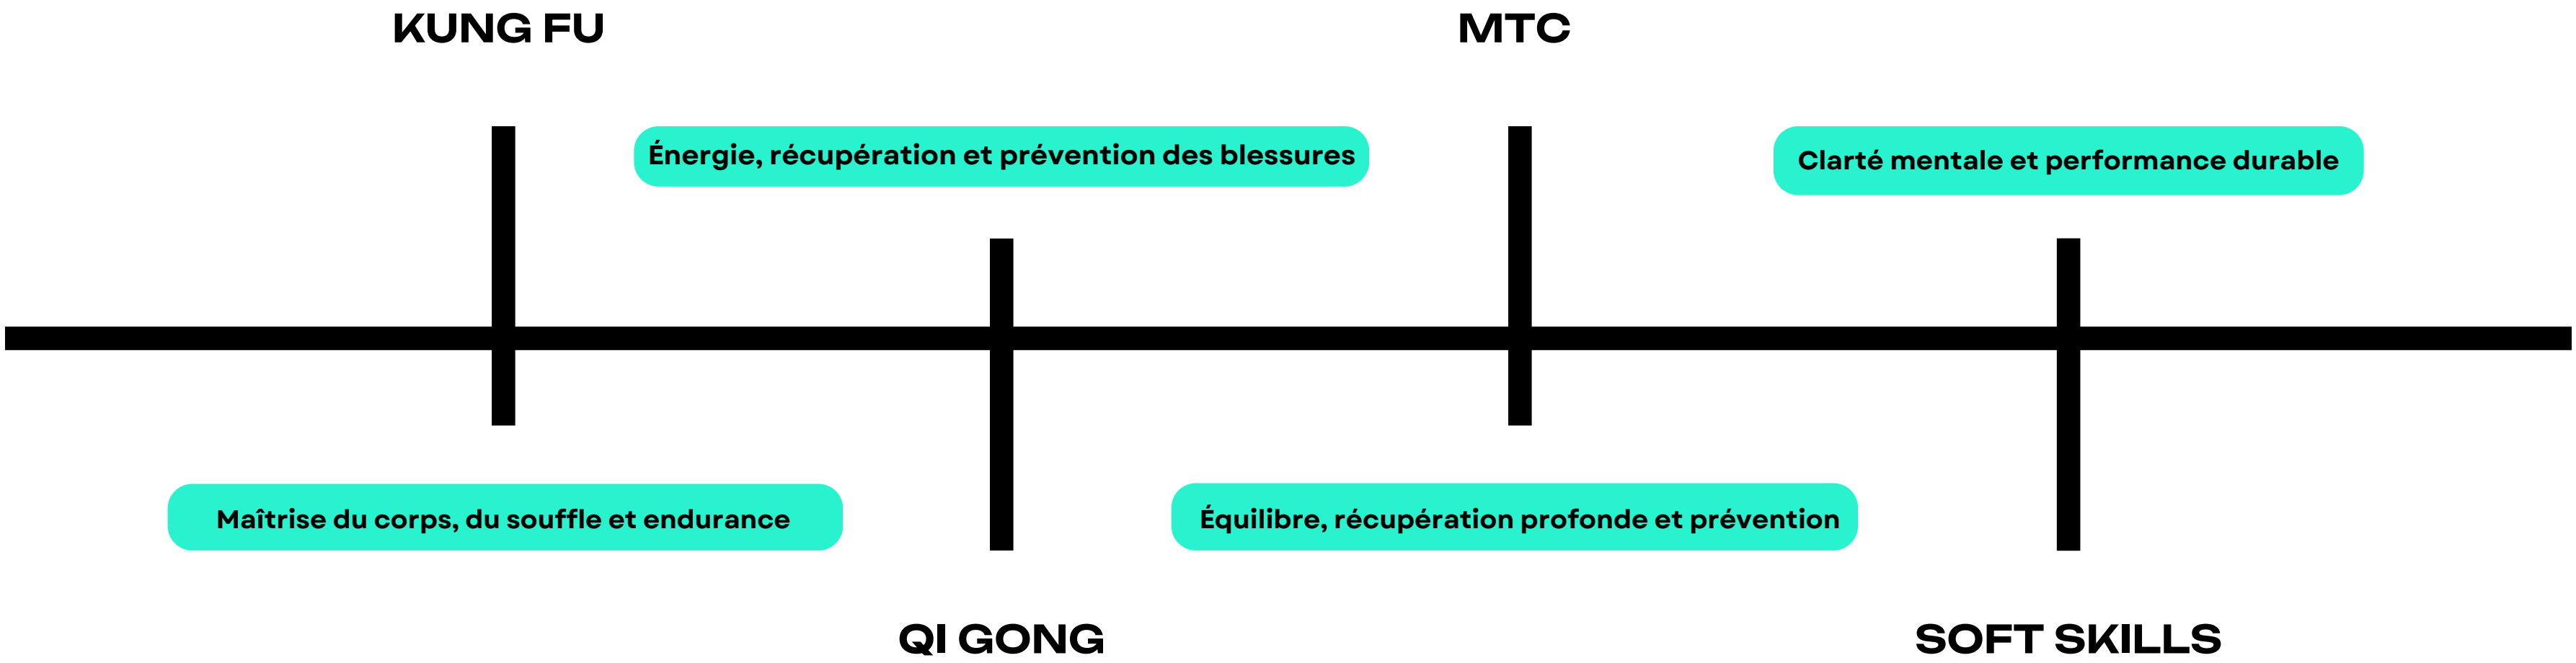 KUNG FU
MTC
Énergie, récupération et prévention des blessures
Clarté mentale et performance durable
Maîtrise du corps, du souffle et endurance
Équilibre, récupération profonde et prévention
QI GONG
SOFT SKILLS